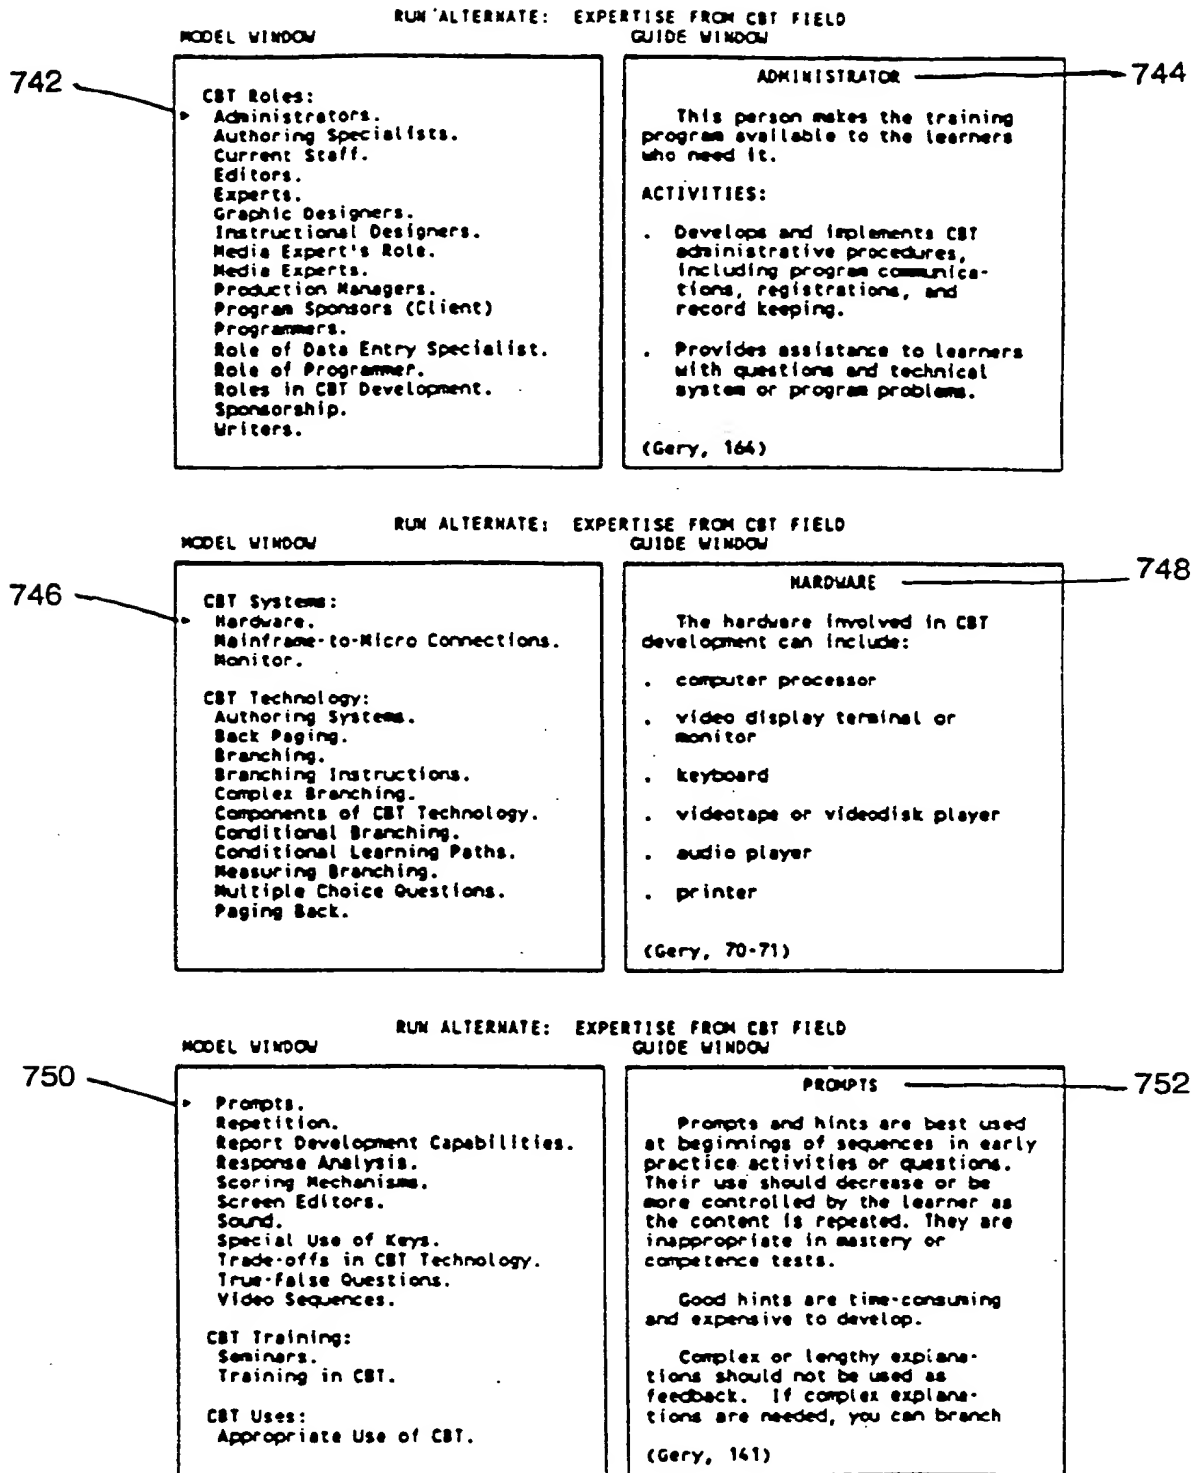 RUN ALTERNATE: EXPERTISE FROM CBT FIELD
MODEL WINDOW GUIDE WINDOW
742
CBT Roles:
Administrators.
Authoring Specialists.
Current Staff.
Editors.
Experts.
Graphic Designers.
Instructional Designers.
Media Expert's Role.
Media Experts.
Production Managers.
Program Sponsors (Client)
Programmers.
Role of Data Entry Specialist.
Role of Programmer.
Roles in CBT Development.
Sponsorship.
Writers.
ADMINISTRATOR 744
This person makes the training
program available to the learners
who need it.
ACTIVITIES:
. Develops and implements CBT
administrative procedures,
including program communica-
tions, registrations, and
record keeping.
. Provides assistance to learners
with questions and technical
system or program problems.
(Gery, 164)
RUN ALTERNATE: EXPERTISE FROM CBT FIELD
MODEL WINDOW GUIDE WINDOW
746
CBT Systems:
Hardware.
Mainframe-to-Micro Connections.
Monitor.
CBT Technology:
Authoring Systems.
Back Paging.
Branching.
Branching Instructions.
Complex Branching.
Components of CBT Technology.
Conditional Branching.
Conditional Learning Paths.
Measuring Branching.
Multiple Choice Questions.
Paging Back.
HARDWARE 748
The hardware involved in CBT
development can include:
. computer processor
. video display terminal or
monitor
. keyboard
. videotape or videodisk player
. audio player
. printer
(Gery, 70-71)
RUN ALTERNATE: EXPERTISE FROM CBT FIELD
MODEL WINDOW GUIDE WINDOW
750
Prompts.
Repetition.
Report Development Capabilities.
Response Analysis.
Scoring Mechanisms.
Screen Editors.
Sound.
Special Use of Keys.
Trade-offs in CBT Technology.
True-False Questions.
Video Sequences.
CBT Training:
Seminars.
Training in CBT.
CBT Uses:
Appropriate Use of CBT.
PROMPTS 752
Prompts and hints are best used
at beginnings of sequences in early
practice activities or questions.
Their use should decrease or be
more controlled by the learner as
the content is repeated. They are
inappropriate in mastery or
competence tests.
Good hints are time-consuming
and expensive to develop.
Complex or lengthy explana-
tions should not be used as
feedback. If complex explana-
tions are needed, you can branch
(Gery, 141)